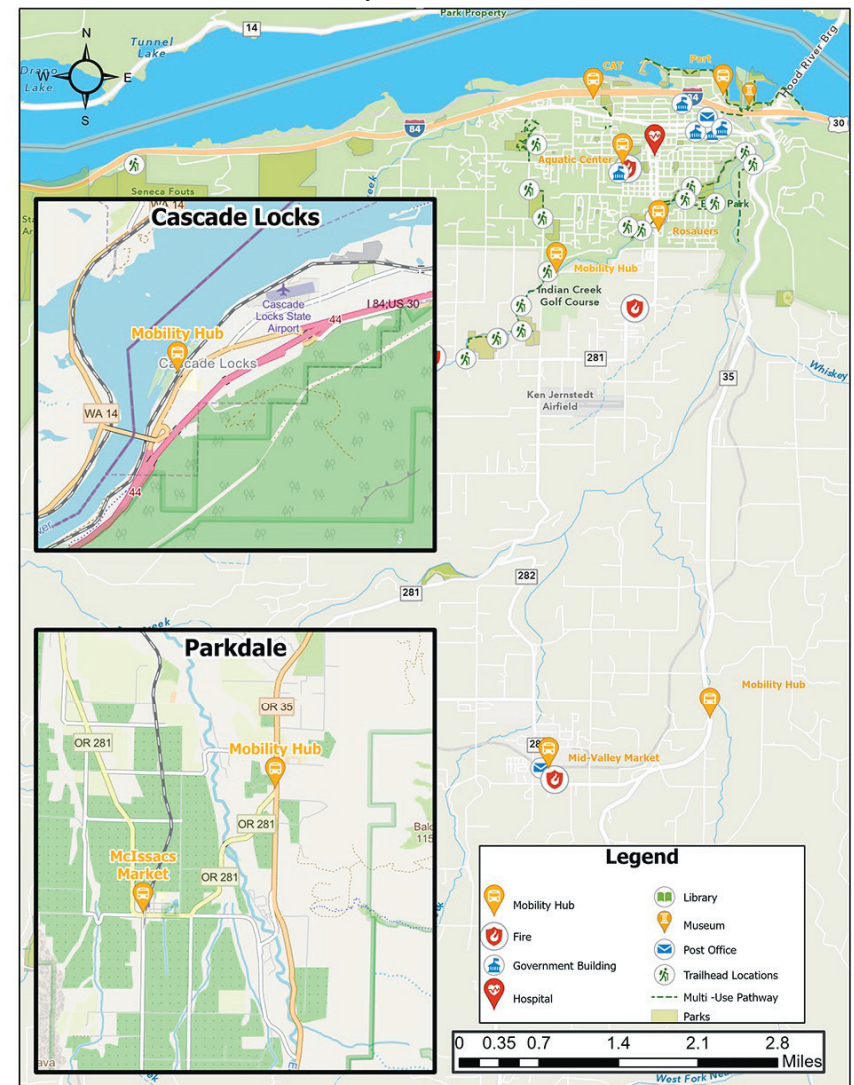 Park Property
14
Tunnel
Lake
Drano
Lake
N
W
E
S
CAT
Port
Hood River Brg
84
84
30
Aquatic Center
Seneca Fouts
Park
Rosauers
Mobility Hub
Indian Creek
Golf Course
281
Whiskey
35
Ken Jernstedt
Airfield
282
281
Mobility Hub
Mid-Valley Market
Cascade Locks
WA 14
Cascade
Locks State
Airport
I 84;US 30
44
Mobility Hub
Cascade Locks
WA 14
44
Parkdale
OR 35
OR 281
Mobility Hub
OR 281
McIssacs
Market
OR 281
Legend
Mobility Hub
Fire
Government Building
Hospital
Library
Museum
Post Office
Trailhead Locations
Multi -Use Pathway
Parks
0 0.35 0.7 1.4 2.1 2.8
Miles
West Fork